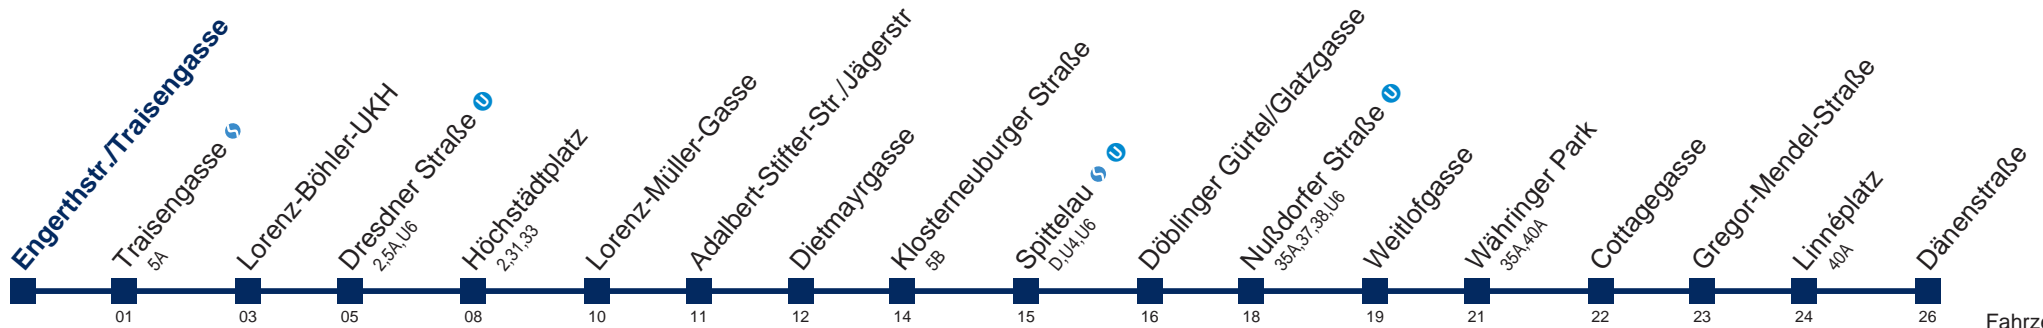 Engerthstr./Traisengasse
Traisengasse S
5A
Lorenz-Böhler-UKH
Dresdner Straße U
2,5A,U6
Höchstädtplatz
2,31,33
Lorenz-Müller-Gasse
Adalbert-Stifter-Str./Jägerstr
Dietmayrgasse
Klosterneuburger Straße
5B
Spittelau S U
D,U4,U6
Döblinger Gürtel/Glatzgasse
Nußdorfer Straße U
35A,37,38,U6
Weitlofgasse
Währinger Park
35A,40A
Cottagegasse
Gregor-Mendel-Straße
Linnéplatz
40A
Dänenstraße
01 03 05 08 10 11 12 14 15 16 18 19 21 22 23 24 26